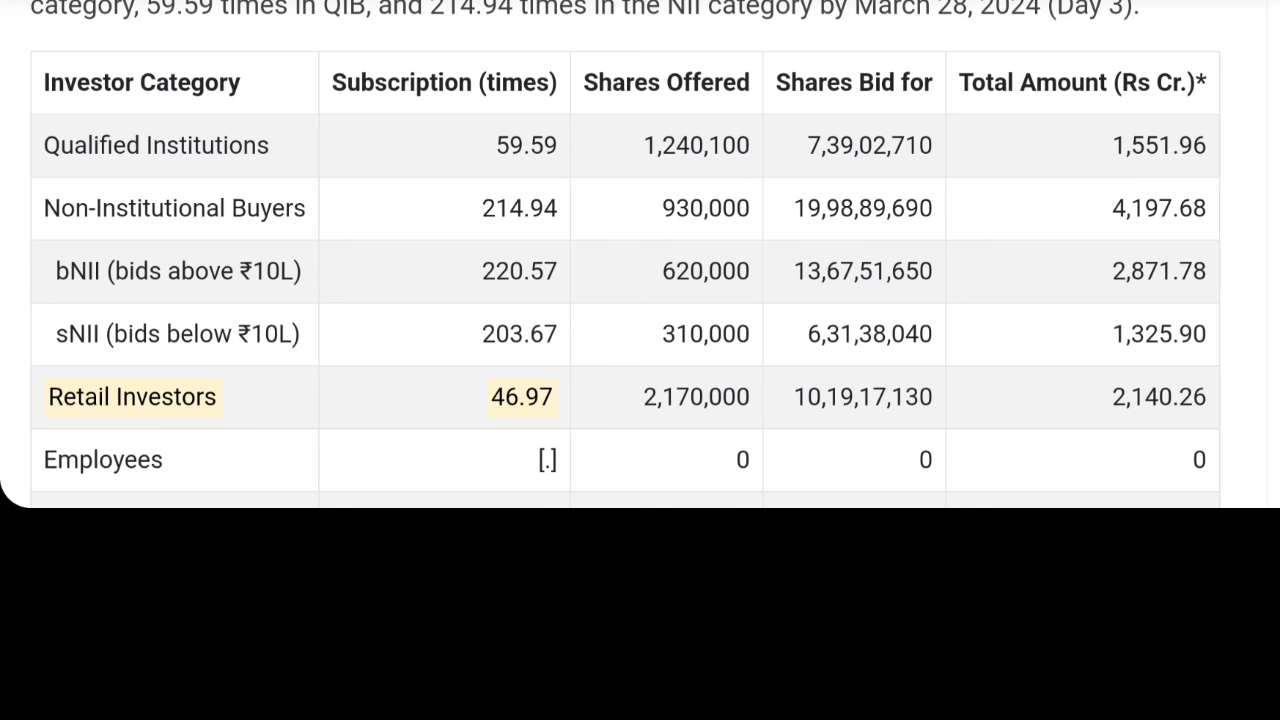 category, 59.59 times in QIB, and 214.94 times in the NII category by March 28, 2024 (Day 3).
Investor Category Subscription (times) Shares Offered Shares Bid for Total Amount (Rs Cr.)*
Qualified Institutions 59.59 1,240,100 7,39,02,710 1,551.96
Non-Institutional Buyers 214.94 930,000 19,98,89,690 4,197.68
bNII (bids above ₹10L) 220.57 620,000 13,67,51,650 2,871.78
sNII (bids below ₹10L) 203.67 310,000 6,31,38,040 1,325.90
Retail Investors 46.97 2,170,000 10,19,17,130 2,140.26
Employees [.] 0 0 0